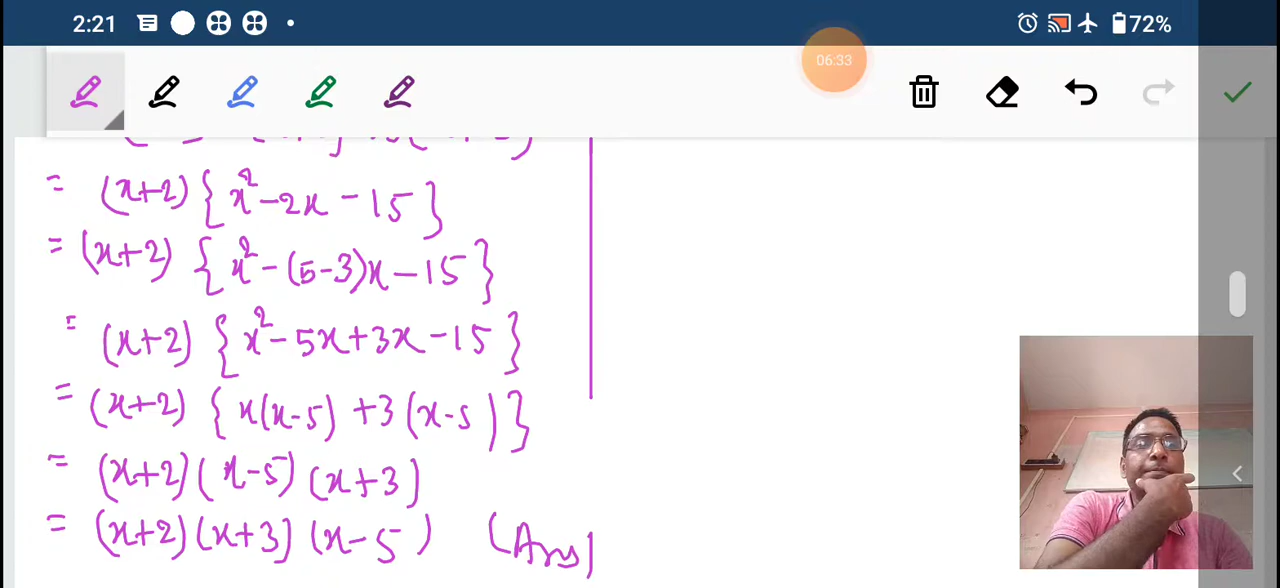 2:21 72%
06:33
= (x+2) {x²-2x-15}
= (x+2) {x²-(5-3)x-15}
= (x+2) {x²-5x+3x-15}
= (x+2) {x(x-5)+3(x-5)}
= (x+2)(x-5)(x+3)
= (x+2)(x+3](x-5) (Ans]